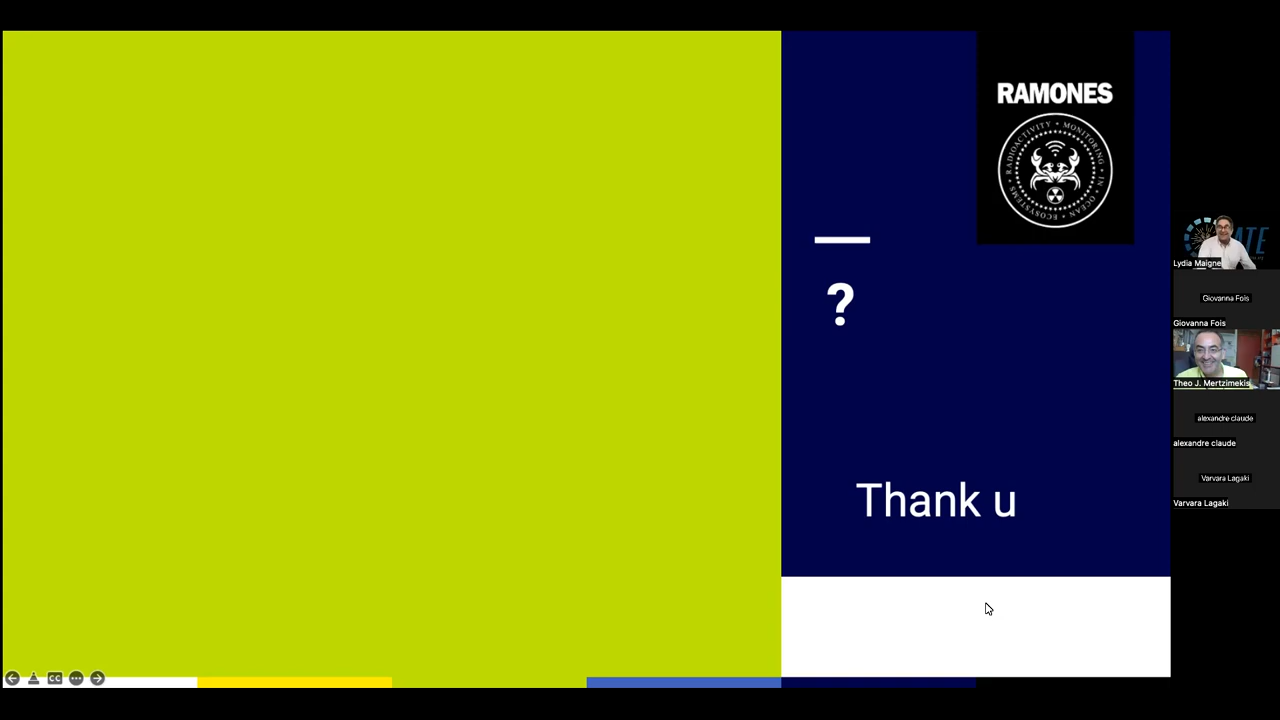 RAMONES
RADIOACTIVITY • MONITORING • IN • OCEAN • ECOSYSTEMS •
?
Thank u
Lydia Maigne
Giovanna Fois
Giovanna Fois
Theo J. Mertzimekis
alexandre claude
alexandre claude
Varvara Lagaki
Varvara Lagaki
CC